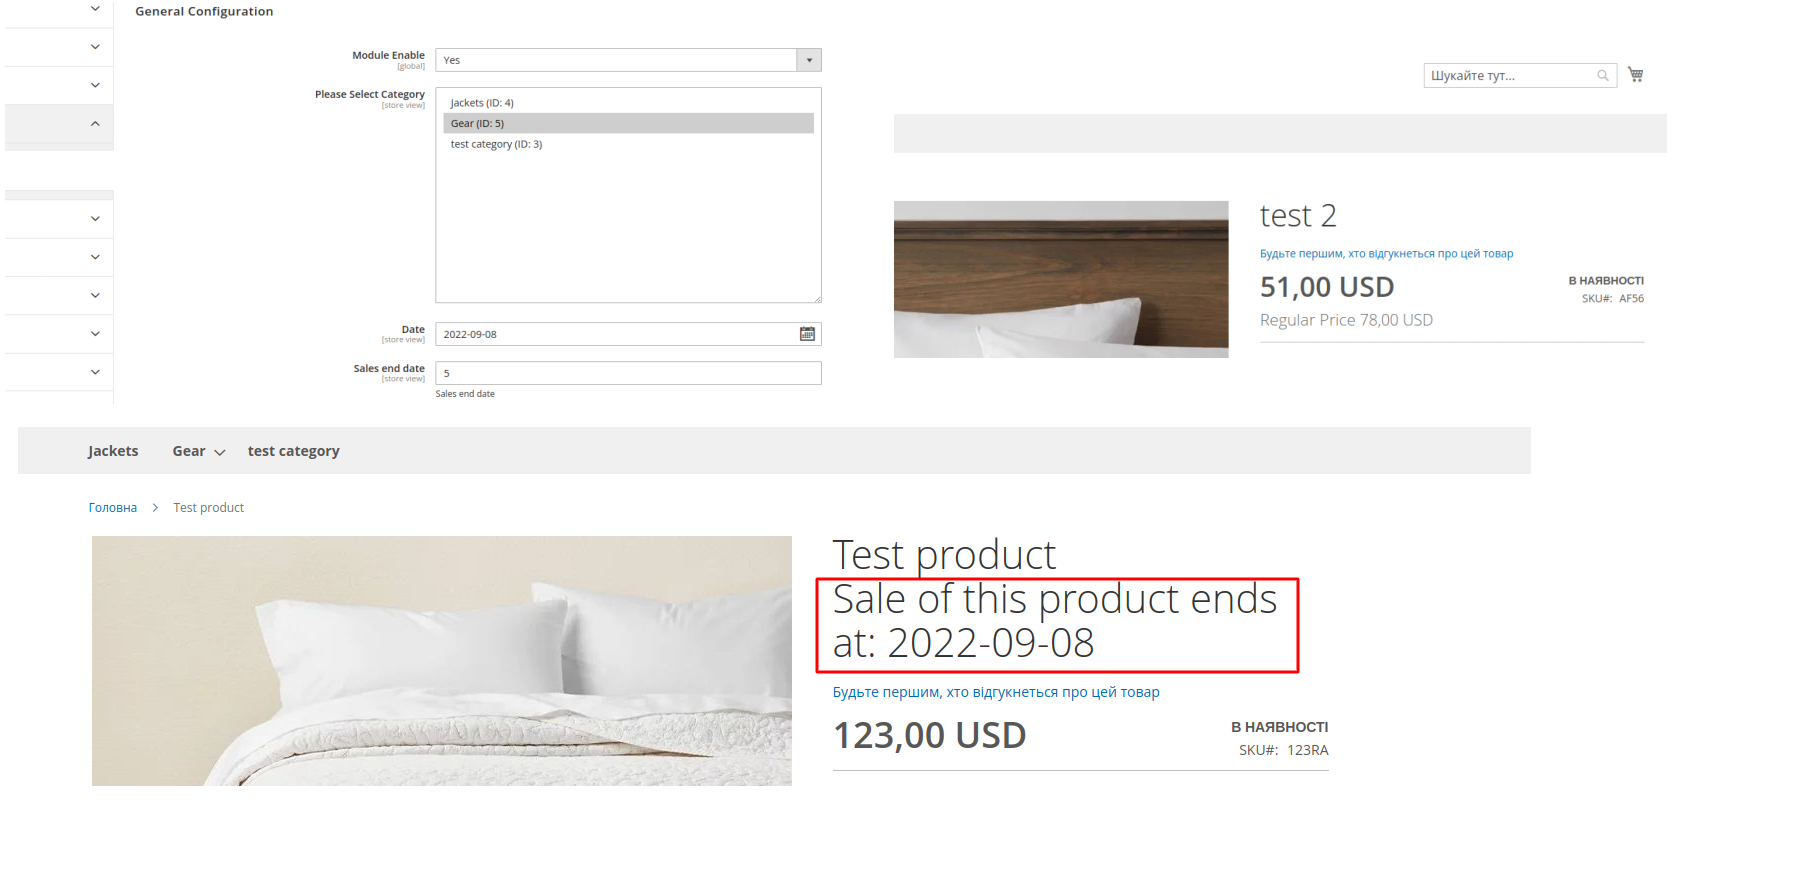 General Configuration
Module Enable
[global]
Yes
Please Select Category
[store view]
Jackets (ID: 4)
Gear (ID: 5)
test category (ID: 3)
Date
[store view]
2022-09-08
Sales end date
[store view]
5
Sales end date
Шукайте тут...
test 2
Будьте першим, хто відгукнеться про цей товар
51,00 USD
В НАЯВНОСТІ
SKU#: AF56
Regular Price 78,00 USD
Jackets Gear test category
Головна > Test product
Test product
Sale of this product ends
at: 2022-09-08
Будьте першим, хто відгукнеться про цей товар
123,00 USD
В НАЯВНОСТІ
SKU#: 123RA